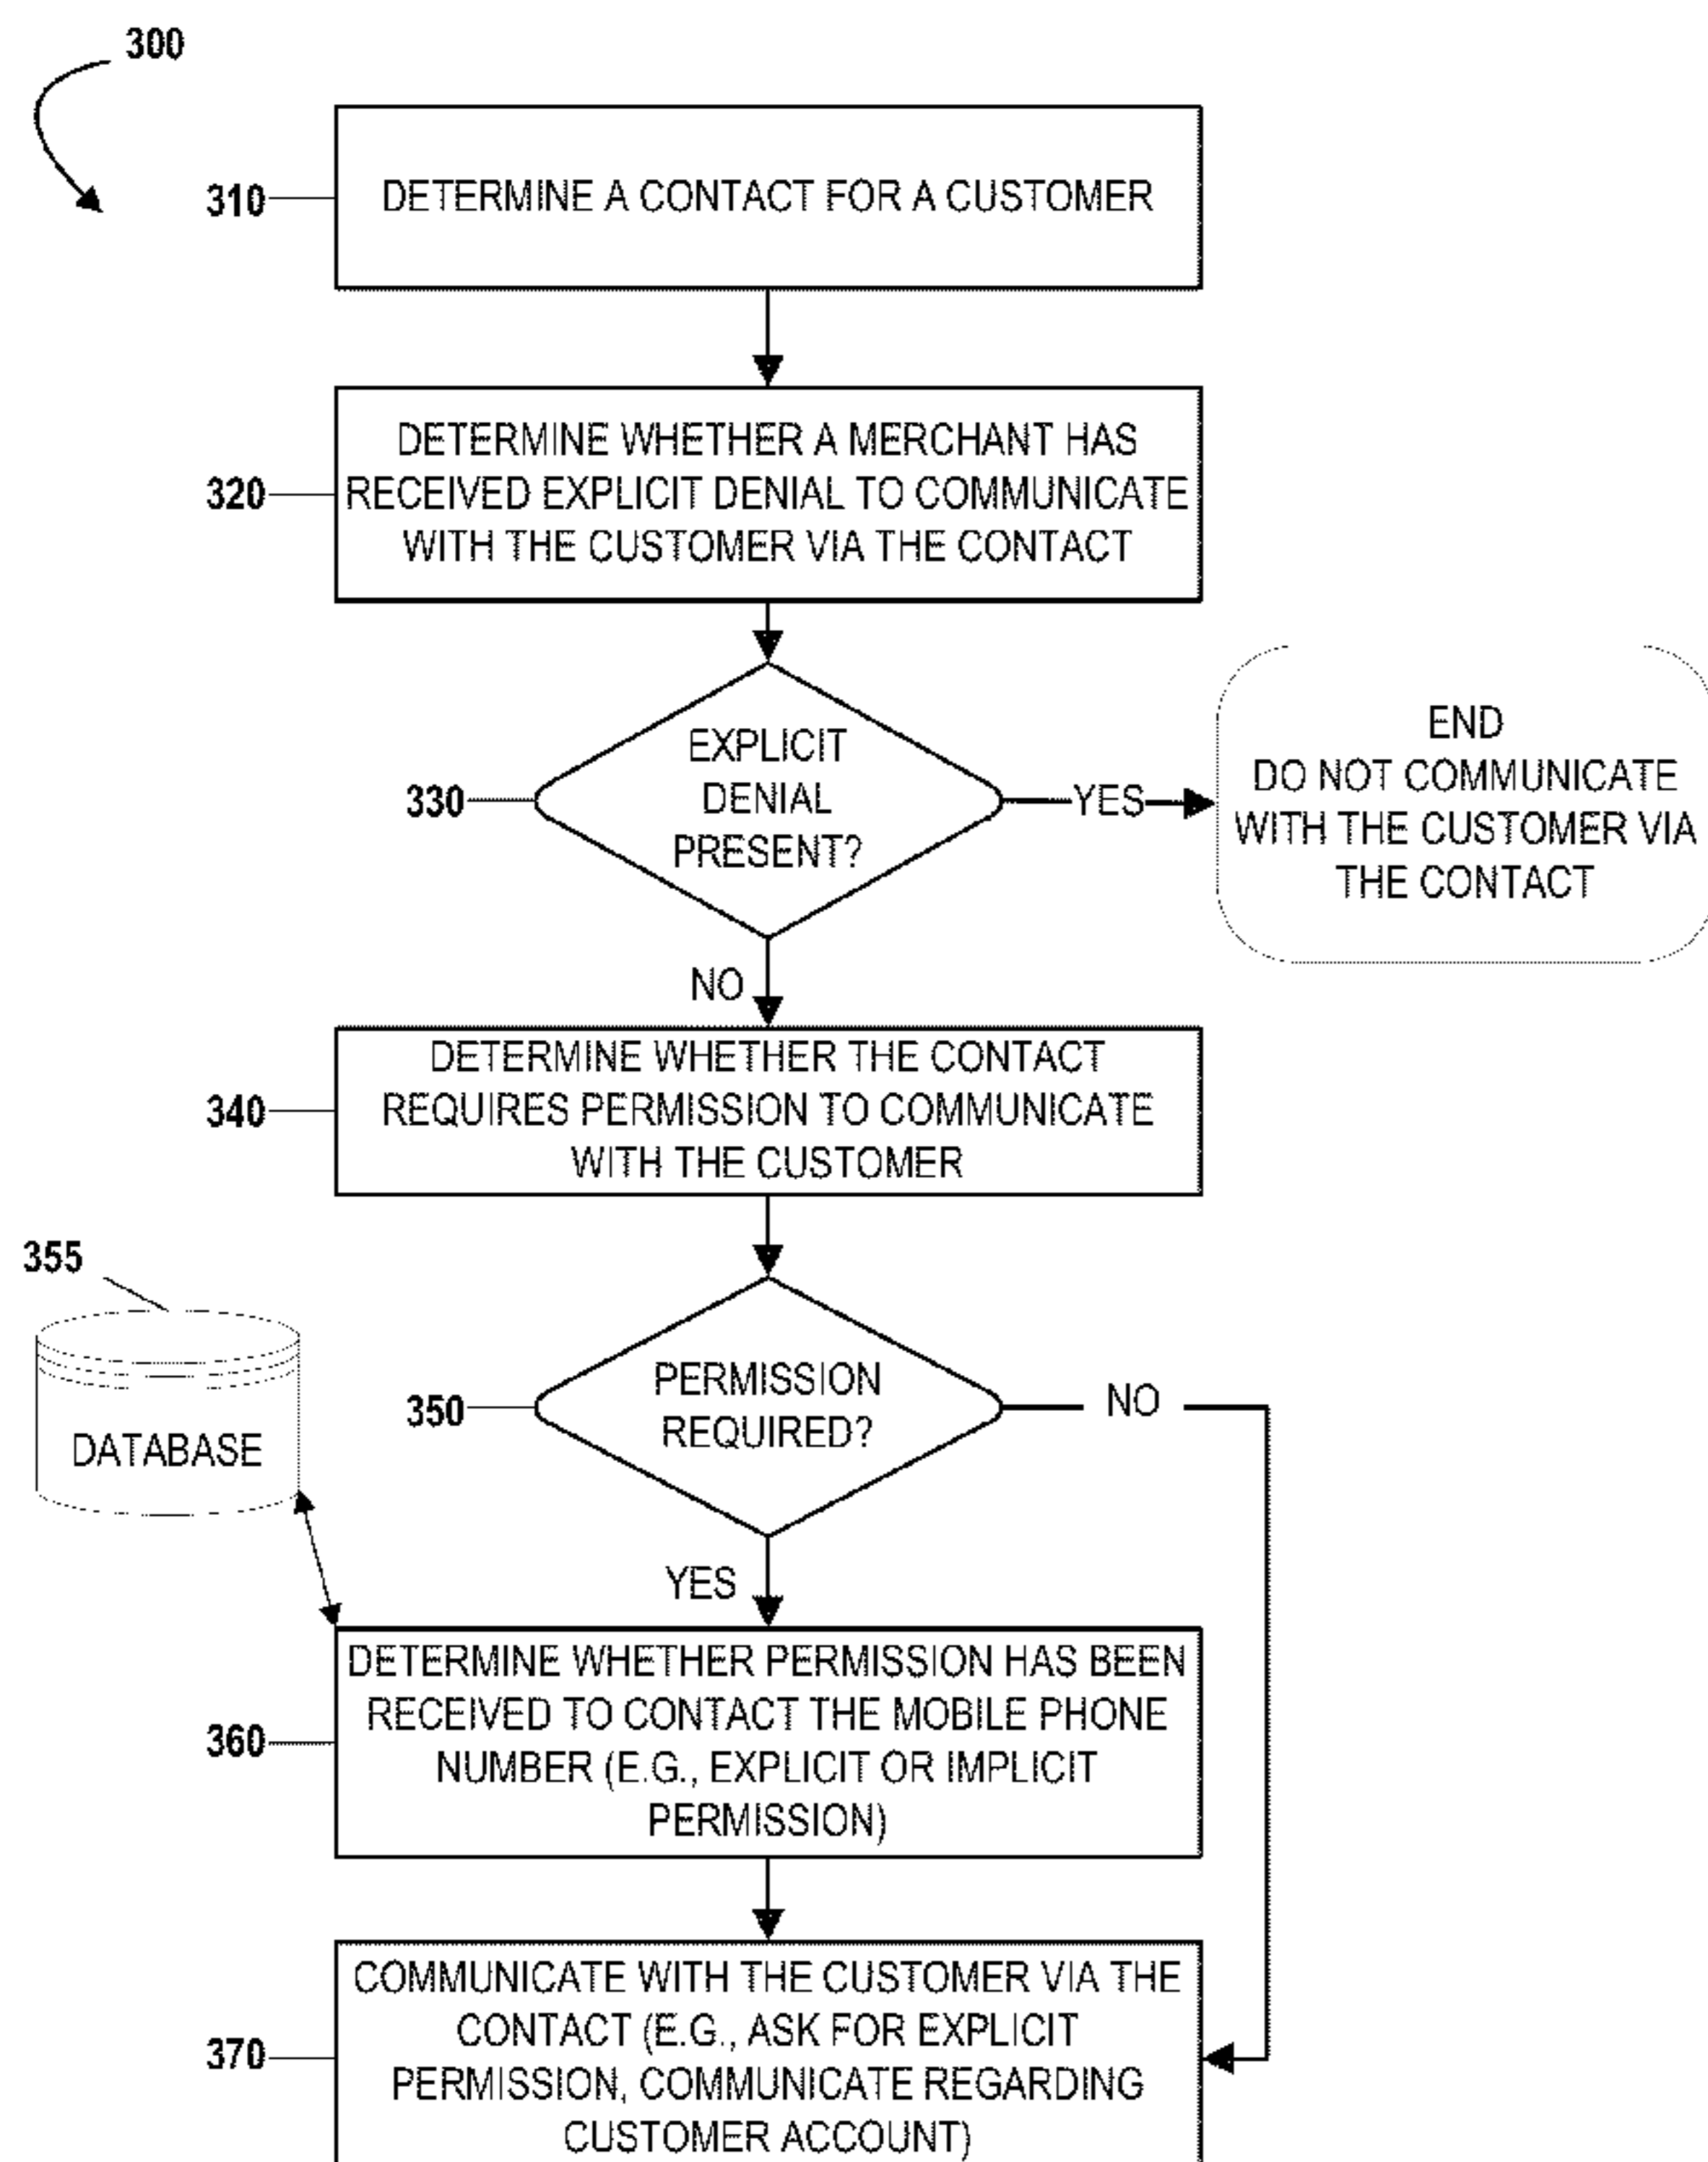 300
310
DETERMINE A CONTACT FOR A CUSTOMER
320
DETERMINE WHETHER A MERCHANT HAS
RECEIVED EXPLICIT DENIAL TO COMMUNICATE
WITH THE CUSTOMER VIA THE CONTACT
330
EXPLICIT
DENIAL
PRESENT?
YES
END
DO NOT COMMUNICATE
WITH THE CUSTOMER VIA
THE CONTACT
NO
340
DETERMINE WHETHER THE CONTACT
REQUIRES PERMISSION TO COMMUNICATE
WITH THE CUSTOMER
355
DATABASE
350
PERMISSION
REQUIRED?
NO
YES
360
DETERMINE WHETHER PERMISSION HAS BEEN
RECEIVED TO CONTACT THE MOBILE PHONE
NUMBER (E.G., EXPLICIT OR IMPLICIT
PERMISSION)
370
COMMUNICATE WITH THE CUSTOMER VIA THE
CONTACT (E.G., ASK FOR EXPLICIT
PERMISSION, COMMUNICATE REGARDING
CUSTOMER ACCOUNT)